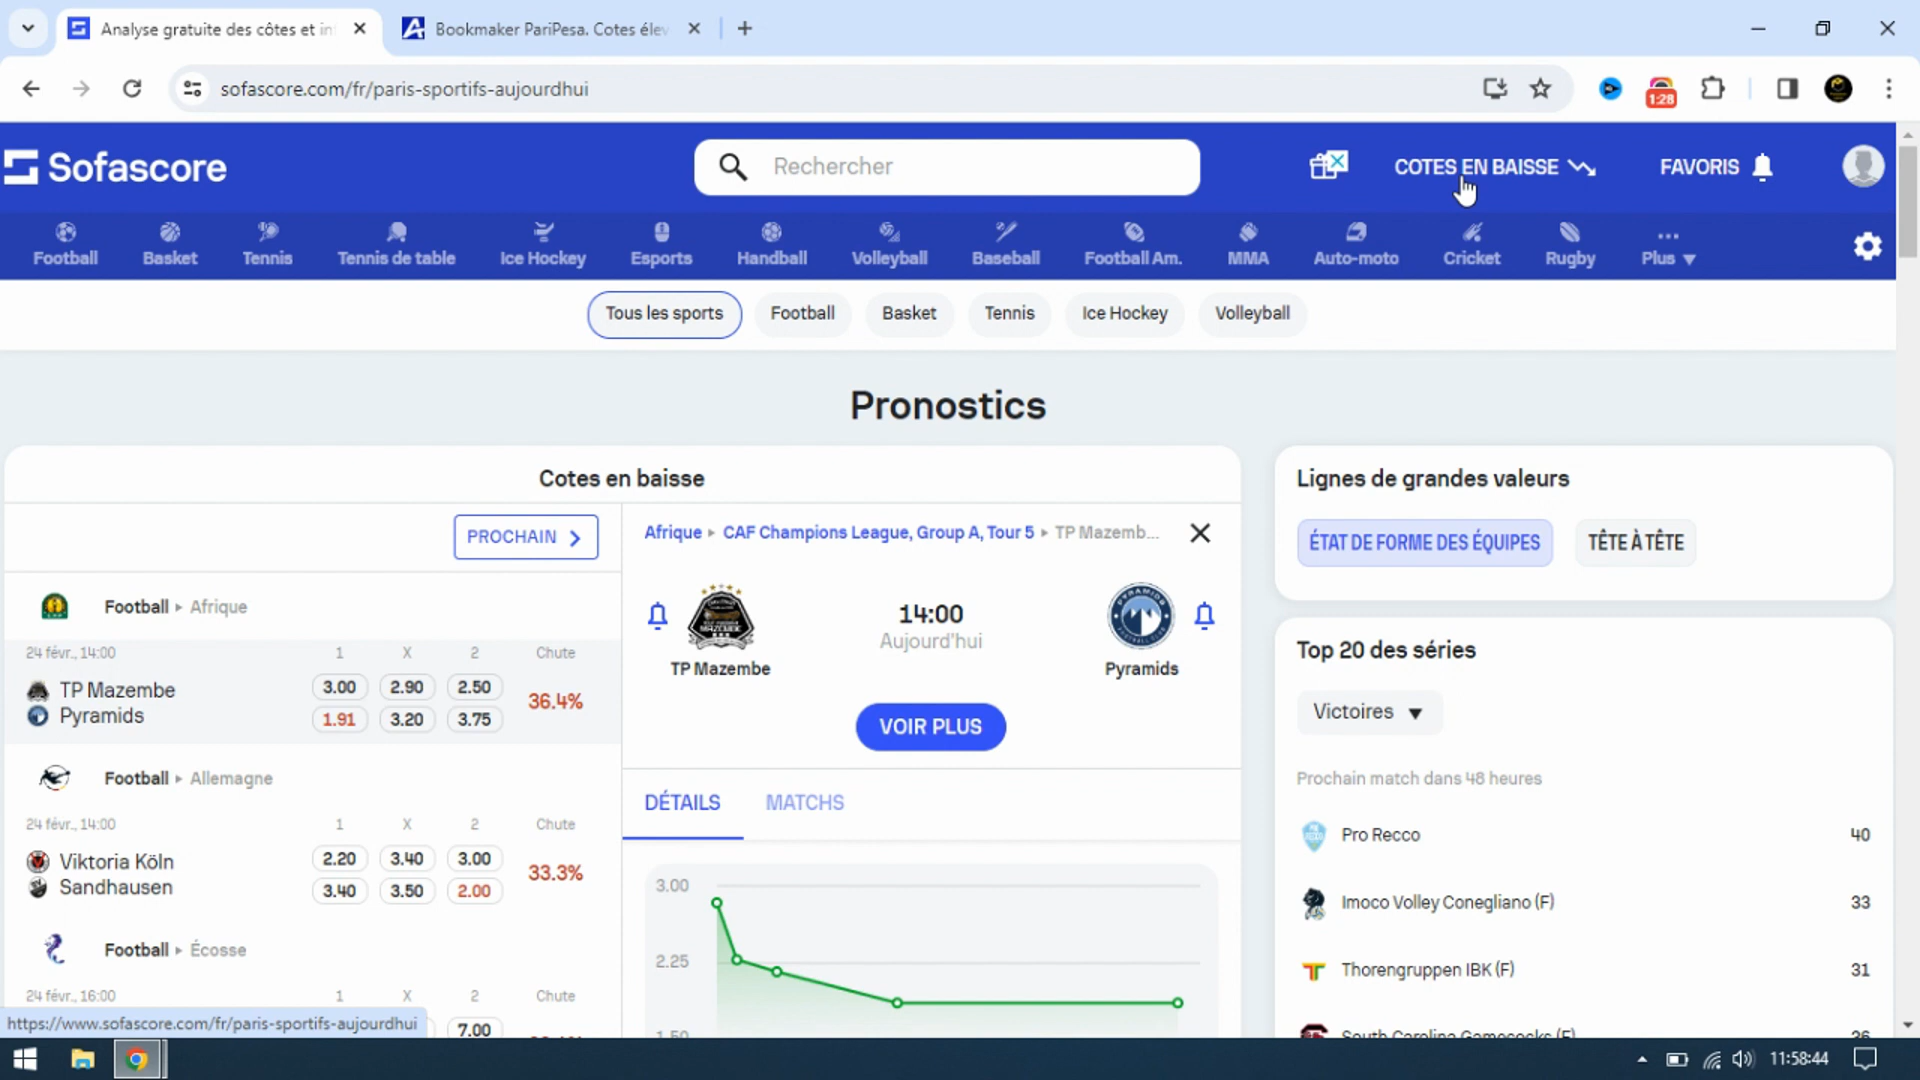 Analyse gratuite des côtes et in
Bookmaker PariPesa. Cotes élev
sofascore.com/fr/paris-sportifs-aujourdhui
1:28
Sofascore
Rechercher
COTES EN BAISSE
FAVORIS
Football
Basket
Tennis
Tennis de table
Ice Hockey
Esports
Handball
Volleyball
Baseball
Football Am.
MMA
Auto-moto
Cricket
Rugby
Plus ▼
Tous les sports
Football
Basket
Tennis
Ice Hockey
Volleyball
Pronostics
Cotes en baisse
PROCHAIN
Football ▸ Afrique
24 févr., 14:00 1 X 2 Chute
TP Mazembe 3.00 2.90 2.50
Pyramids 1.91 3.20 3.75
36.4%
Football ▸ Allemagne
24 févr., 14:00 1 X 2 Chute
Viktoria Köln 2.20 3.40 3.00
Sandhausen 3.40 3.50 2.00
33.3%
Football ▸ Écosse
24 févr., 16:00 1 X 2 Chute
7.00
https://www.sofascore.com/fr/paris-sportifs-aujourdhui
Afrique ▸ CAF Champions League, Group A, Tour 5 ▸ TP Mazemb...
14:00
Aujourd'hui
TP Mazembe
Pyramids
VOIR PLUS
DÉTAILS
MATCHS
3.00
2.25
1.50
Lignes de grandes valeurs
ÉTAT DE FORME DES ÉQUIPES
TÊTE À TÊTE
Top 20 des séries
Victoires ▼
Prochain match dans 48 heures
Pro Recco 40
Imoco Volley Conegliano (F) 33
Thorengruppen IBK (F) 31
South Carolina Gamecocks (F)
11:58:44